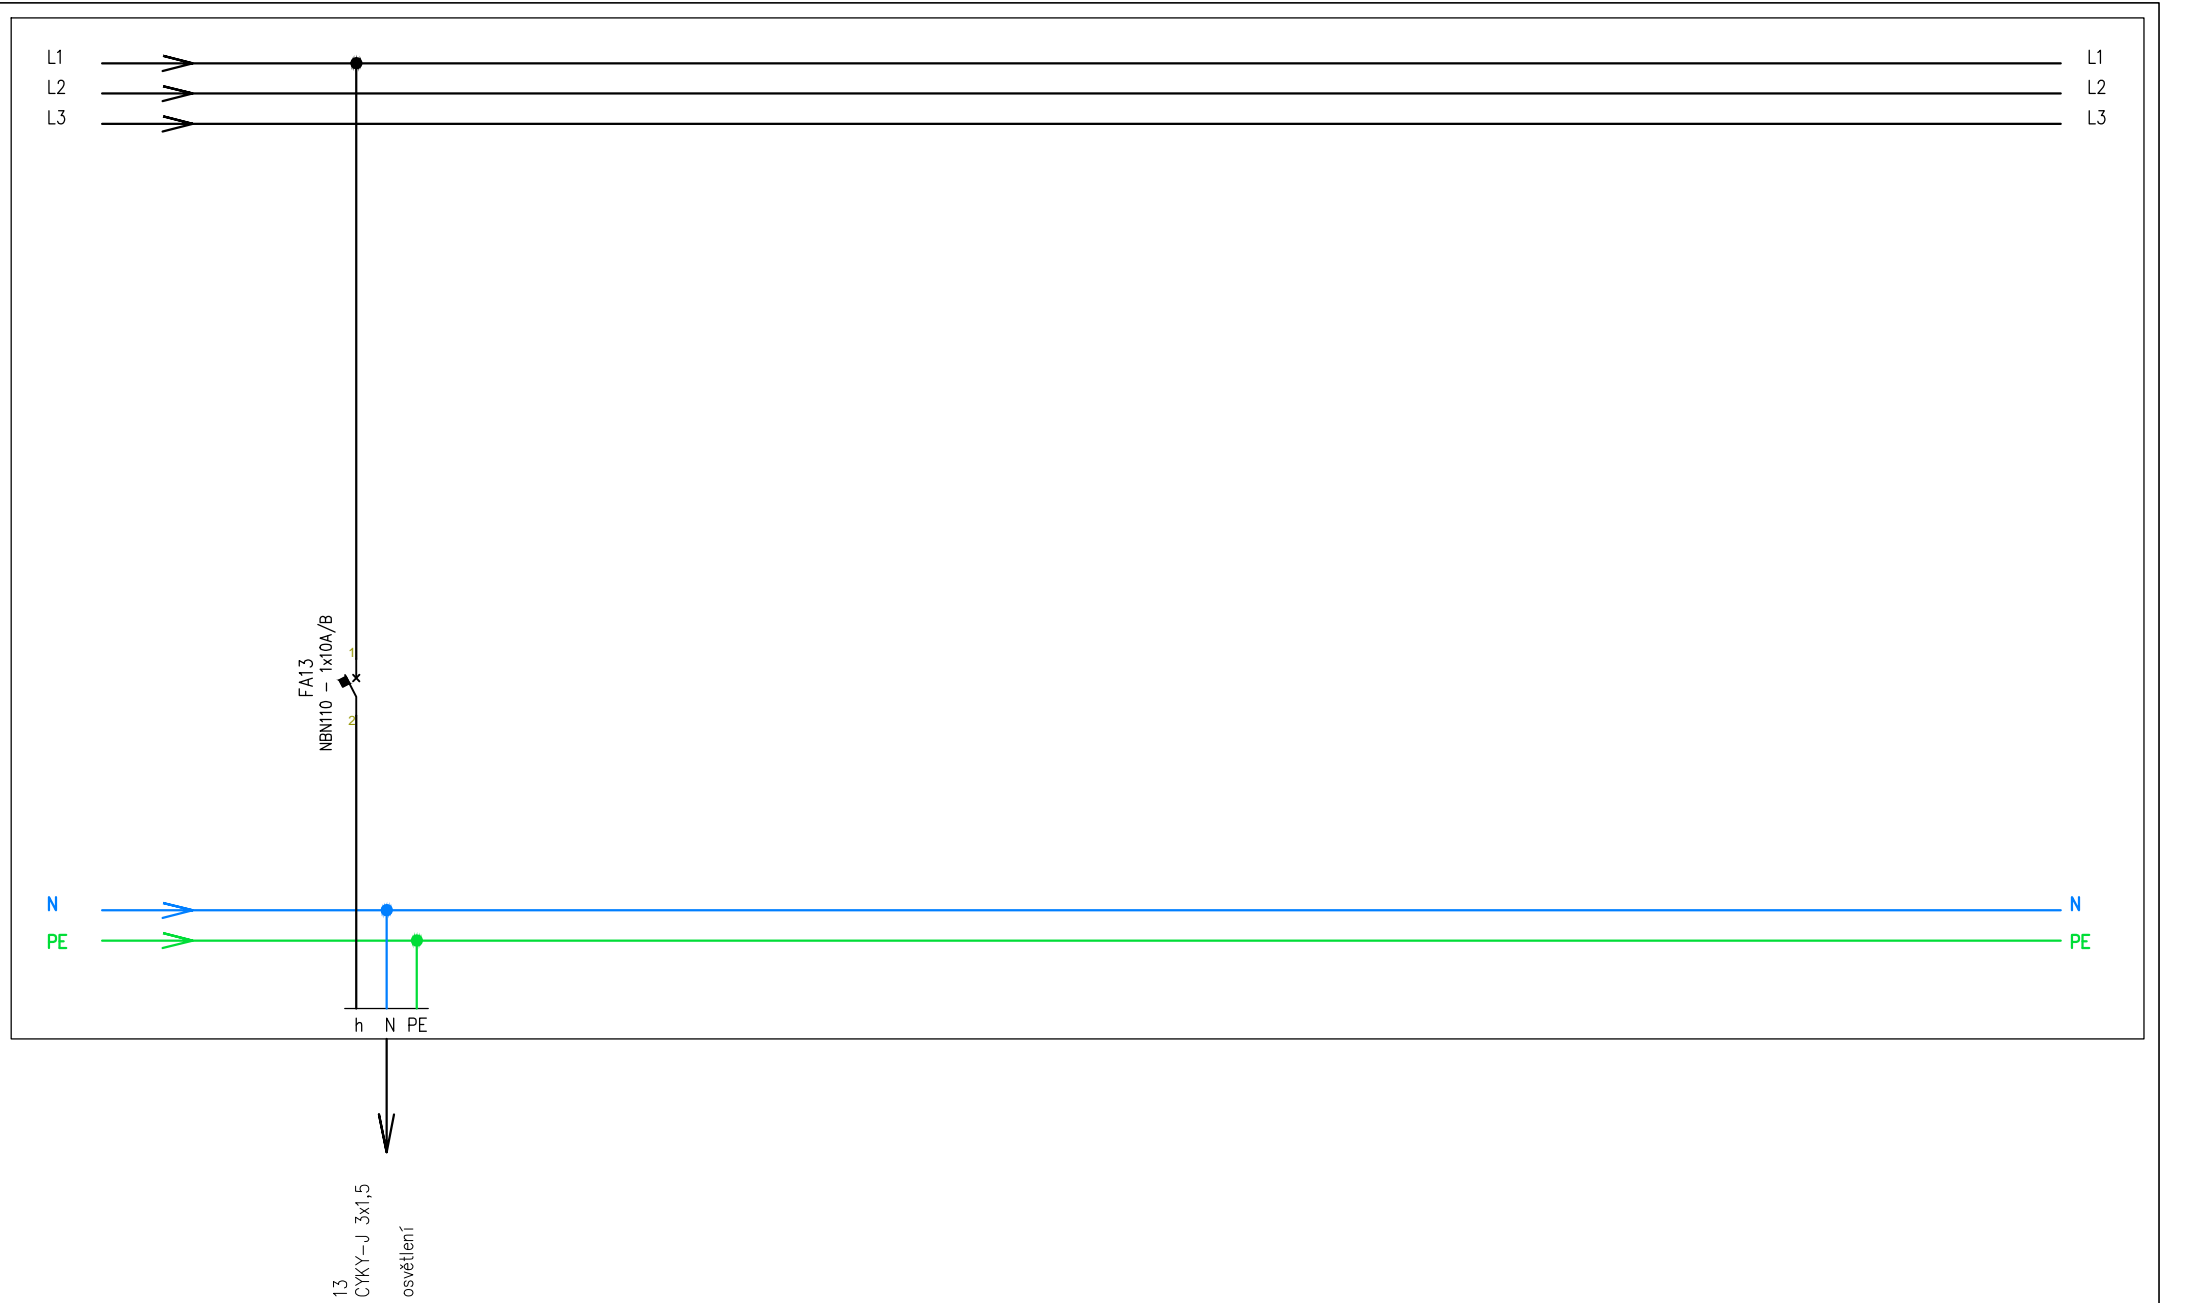 L1
L1
L2
L2
L3
L3
FA13
NBN110 - 1x10A/B
1
2
N
N
PE
PE
h N PE
13
CYKY-J 3x1,5
osvětlení